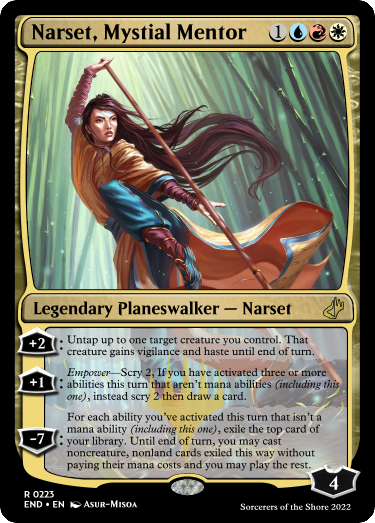 Narset, Mystial Mentor 1
Legendary Planeswalker — Narset
+2: Untap up to one target creature you control. That
creature gains vigilance and haste until end of turn.
+1: Empower—Scry 2, If you have activated three or more
abilities this turn that aren't mana abilities (including this
one), instead scry 2 then draw a card.
-7: For each ability you've activated this turn that isn't a
mana ability (including this one), exile the top card of
your library. Until end of turn, you may cast
noncreature, nonland cards exiled this way without
paying their mana costs and you may play the rest.
4
R 0223
END • EN Asur-Misoa
Sorcerers of the Shore 2022